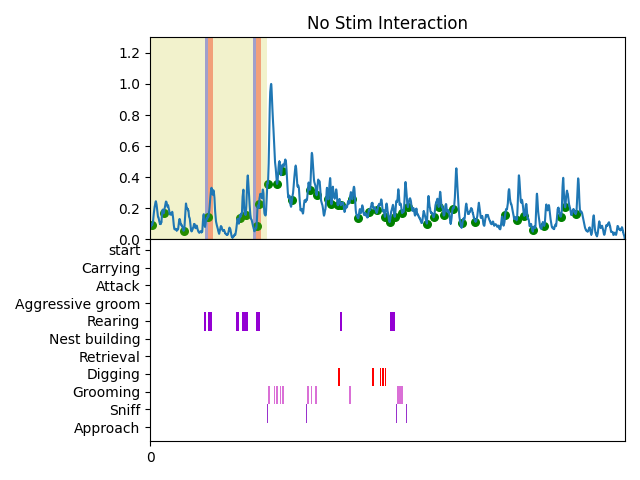 No Stim Interaction
1.2
1.0
0.8
0.6
0.4
0.2
0.0
start
Carrying
Attack
Aggressive groom
Rearing
Nest building
Retrieval
Digging
Grooming
Sniff
Approach
0